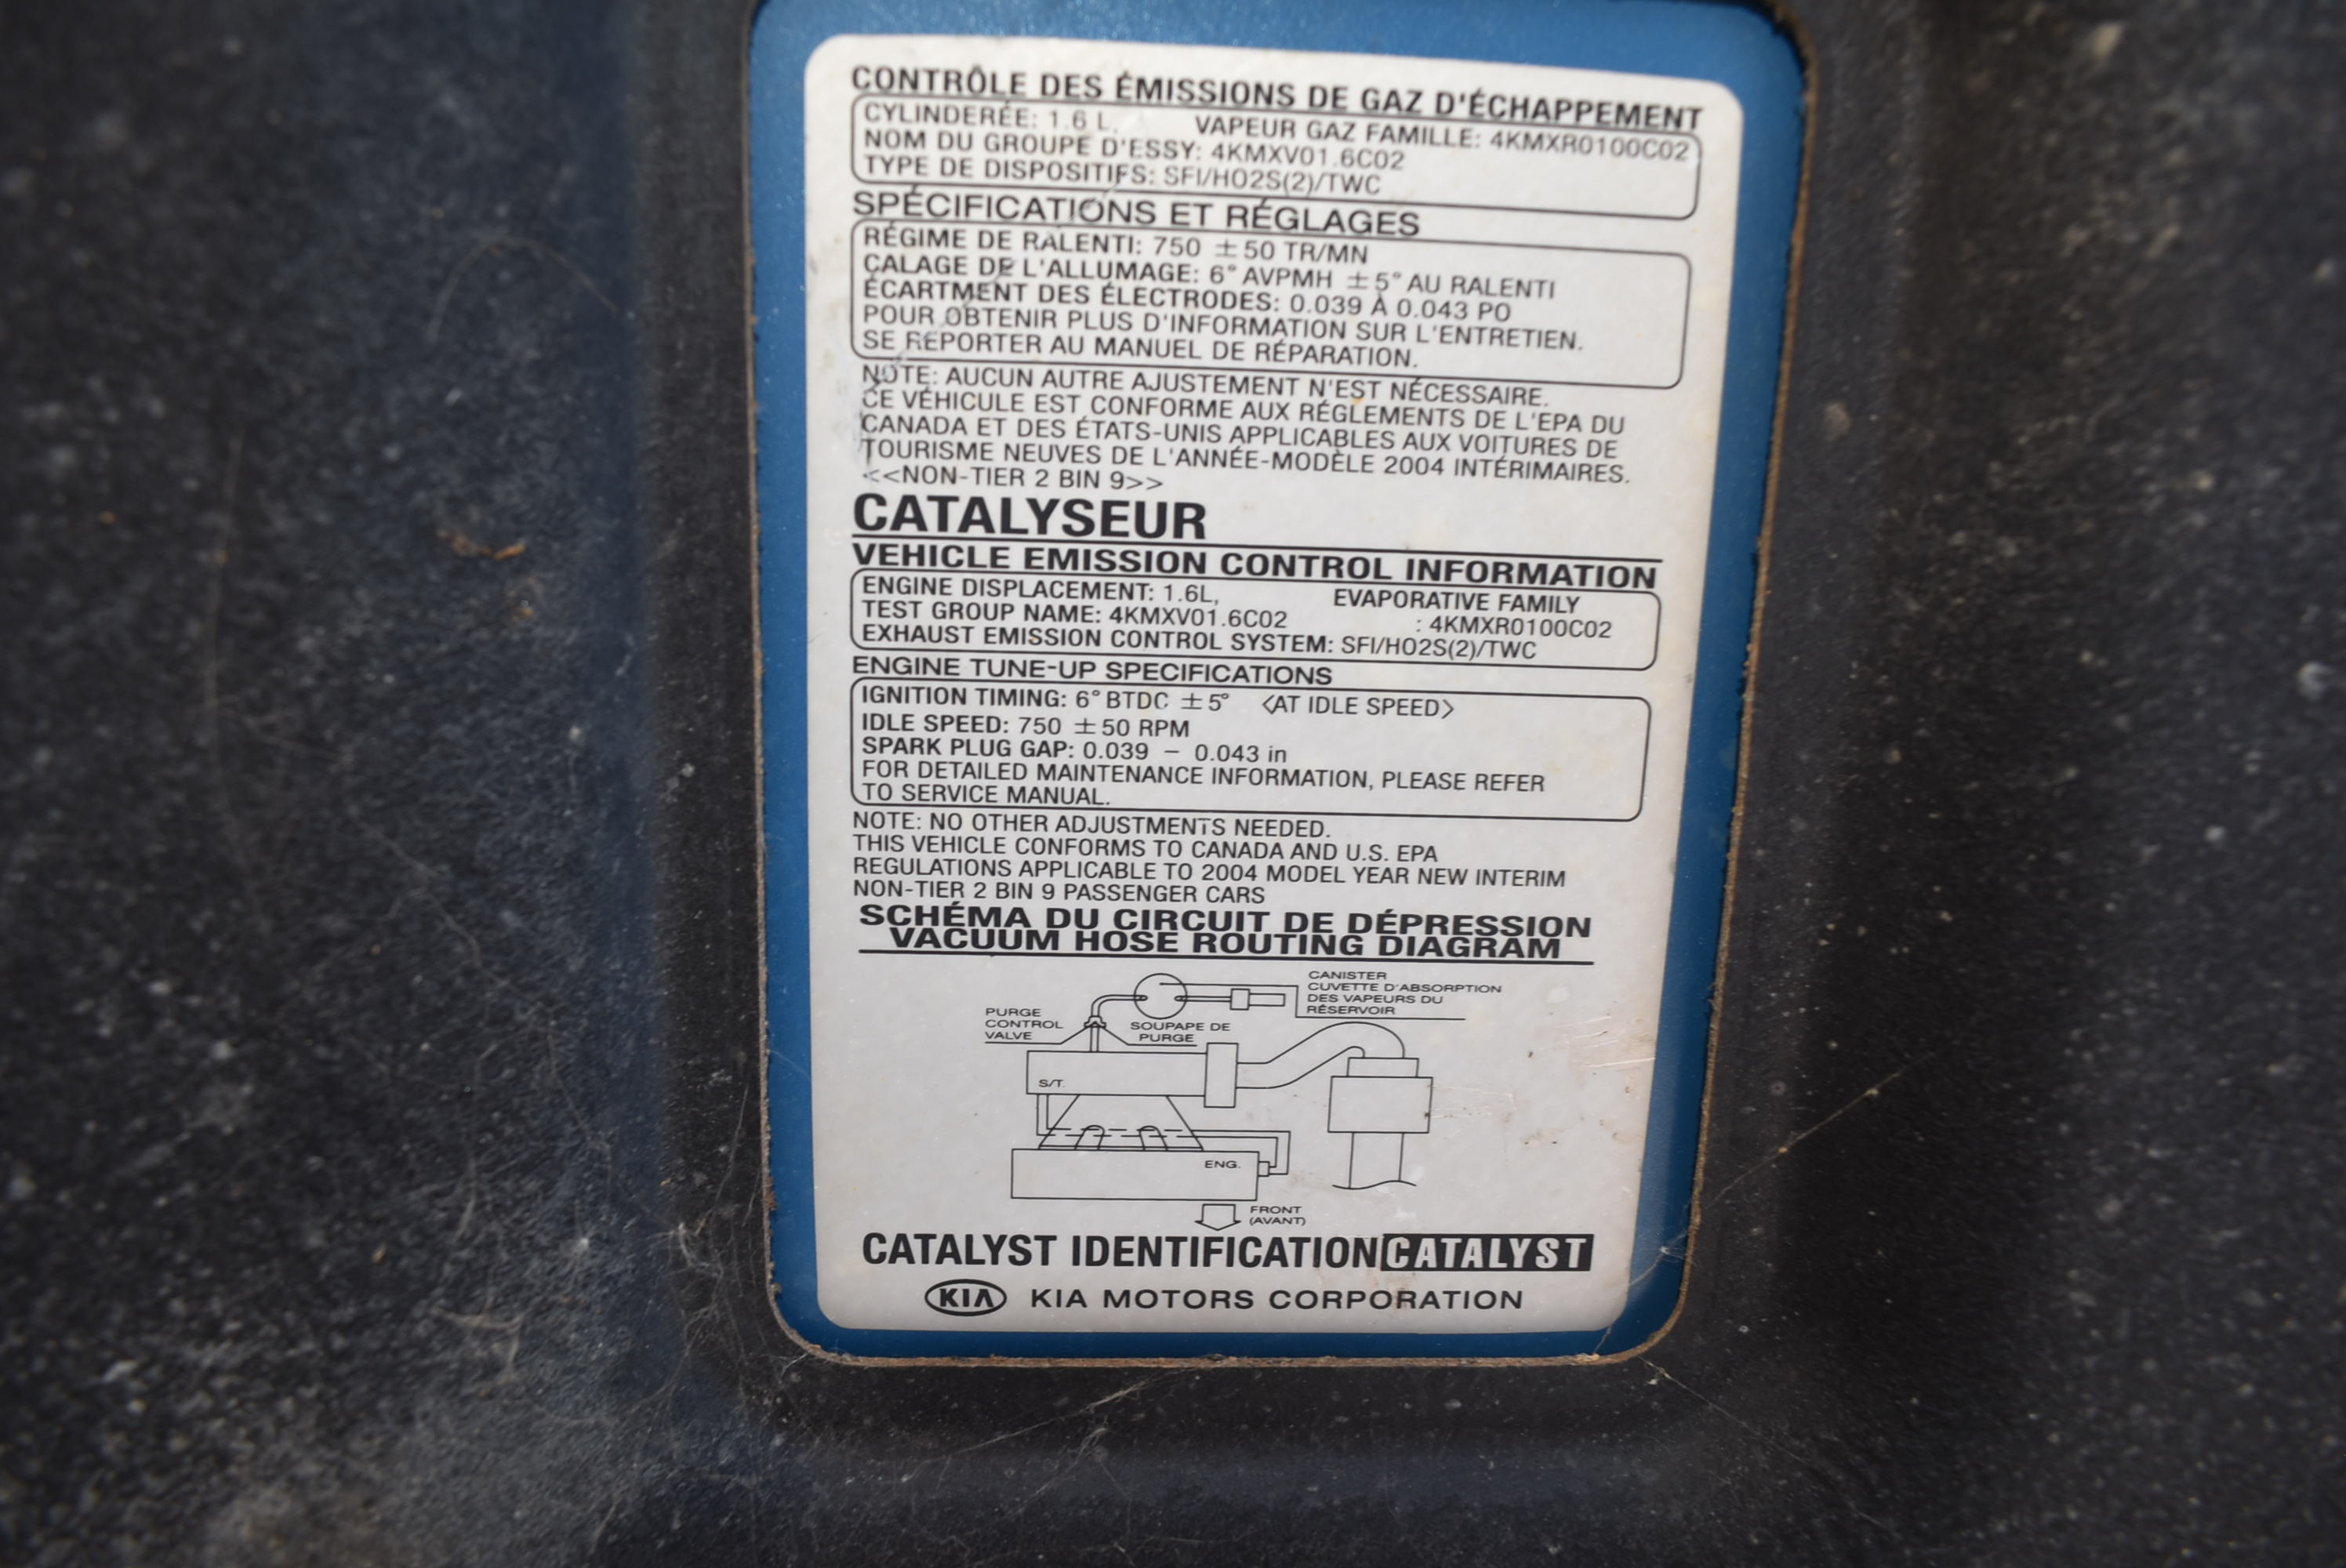 CONTRÔLE DES ÉMISSIONS DE GAZ D'ÉCHAPPEMENT
CYLINDERÉE: 1.6 L, VAPEUR GAZ FAMILLE: 4KMXR0100C02
NOM DU GROUPE D'ESSY: 4KMXV01.6C02
TYPE DE DISPOSITIFS: SFI/HO2S(2)/TWC
SPÉCIFICATIONS ET RÉGLAGES
RÉGIME DE RALENTI: 750 ±50 TR/MN
CALAGE DE L'ALLUMAGE: 6° AVPMH ±5° AU RALENTI
ÉCARTMENT DES ÉLECTRODES: 0.039 À 0.043 PO
POUR OBTENIR PLUS D'INFORMATION SUR L'ENTRETIEN.
SE REPORTER AU MANUEL DE RÉPARATION.
NOTE: AUCUN AUTRE AJUSTEMENT N'EST NÉCESSAIRE.
CE VÉHICULE EST CONFORME AUX RÉGLEMENTS DE L'EPA DU
CANADA ET DES ÉTATS-UNIS APPLICABLES AUX VOITURES DE
TOURISME NEUVES DE L'ANNÉE-MODÈLE 2004 INTÉRIMAIRES.
<<NON-TIER 2 BIN 9>>
CATALYSEUR
VEHICLE EMISSION CONTROL INFORMATION
ENGINE DISPLACEMENT: 1.6L, EVAPORATIVE FAMILY
TEST GROUP NAME: 4KMXV01.6C02 : 4KMXR0100C02
EXHAUST EMISSION CONTROL SYSTEM: SFI/HO2S(2)/TWC
ENGINE TUNE-UP SPECIFICATIONS
IGNITION TIMING: 6° BTDC ±5° <AT IDLE SPEED>
IDLE SPEED: 750 ±50 RPM
SPARK PLUG GAP: 0.039 – 0.043 in
FOR DETAILED MAINTENANCE INFORMATION, PLEASE REFER
TO SERVICE MANUAL.
NOTE: NO OTHER ADJUSTMENTS NEEDED.
THIS VEHICLE CONFORMS TO CANADA AND U.S. EPA
REGULATIONS APPLICABLE TO 2004 MODEL YEAR NEW INTERIM
NON-TIER 2 BIN 9 PASSENGER CARS
SCHÉMA DU CIRCUIT DE DÉPRESSION
VACUUM HOSE ROUTING DIAGRAM
CANISTER
CUVETTE D'ABSORPTION
DES VAPEURS DU
RÉSERVOIR
PURGE
CONTROL
VALVE
SOUPAPE DE
PURGE
S/T.
ENG.
FRONT
(AVANT)
CATALYST IDENTIFICATION CATALYST
KIA KIA MOTORS CORPORATION